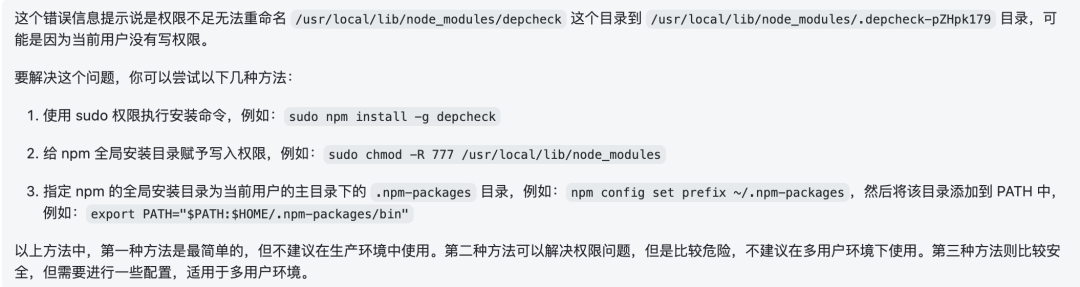 这个错误信息提示说是权限不足无法重命名 /usr/local/lib/node_modules/depcheck 这个目录到 /usr/local/lib/node_modules/.depcheck-pZHpk179 目录，可
能是因为当前用户没有写权限。
要解决这个问题，你可以尝试以下几种方法：
1. 使用 sudo 权限执行安装命令，例如： sudo npm install -g depcheck
2. 给 npm 全局安装目录赋予写入权限，例如： sudo chmod -R 777 /usr/local/lib/node_modules
3. 指定 npm 的全局安装目录为当前用户的主目录下的 .npm-packages 目录，例如： npm config set prefix ~/.npm-packages ，然后将该目录添加到 PATH 中，
例如： export PATH="$PATH:$HOME/.npm-packages/bin"
以上方法中，第一种方法是最简单的，但不建议在生产环境中使用。第二种方法可以解决权限问题，但是比较危险，不建议在多用户环境下使用。第三种方法则比较安
全，但需要进行一些配置，适用于多用户环境。